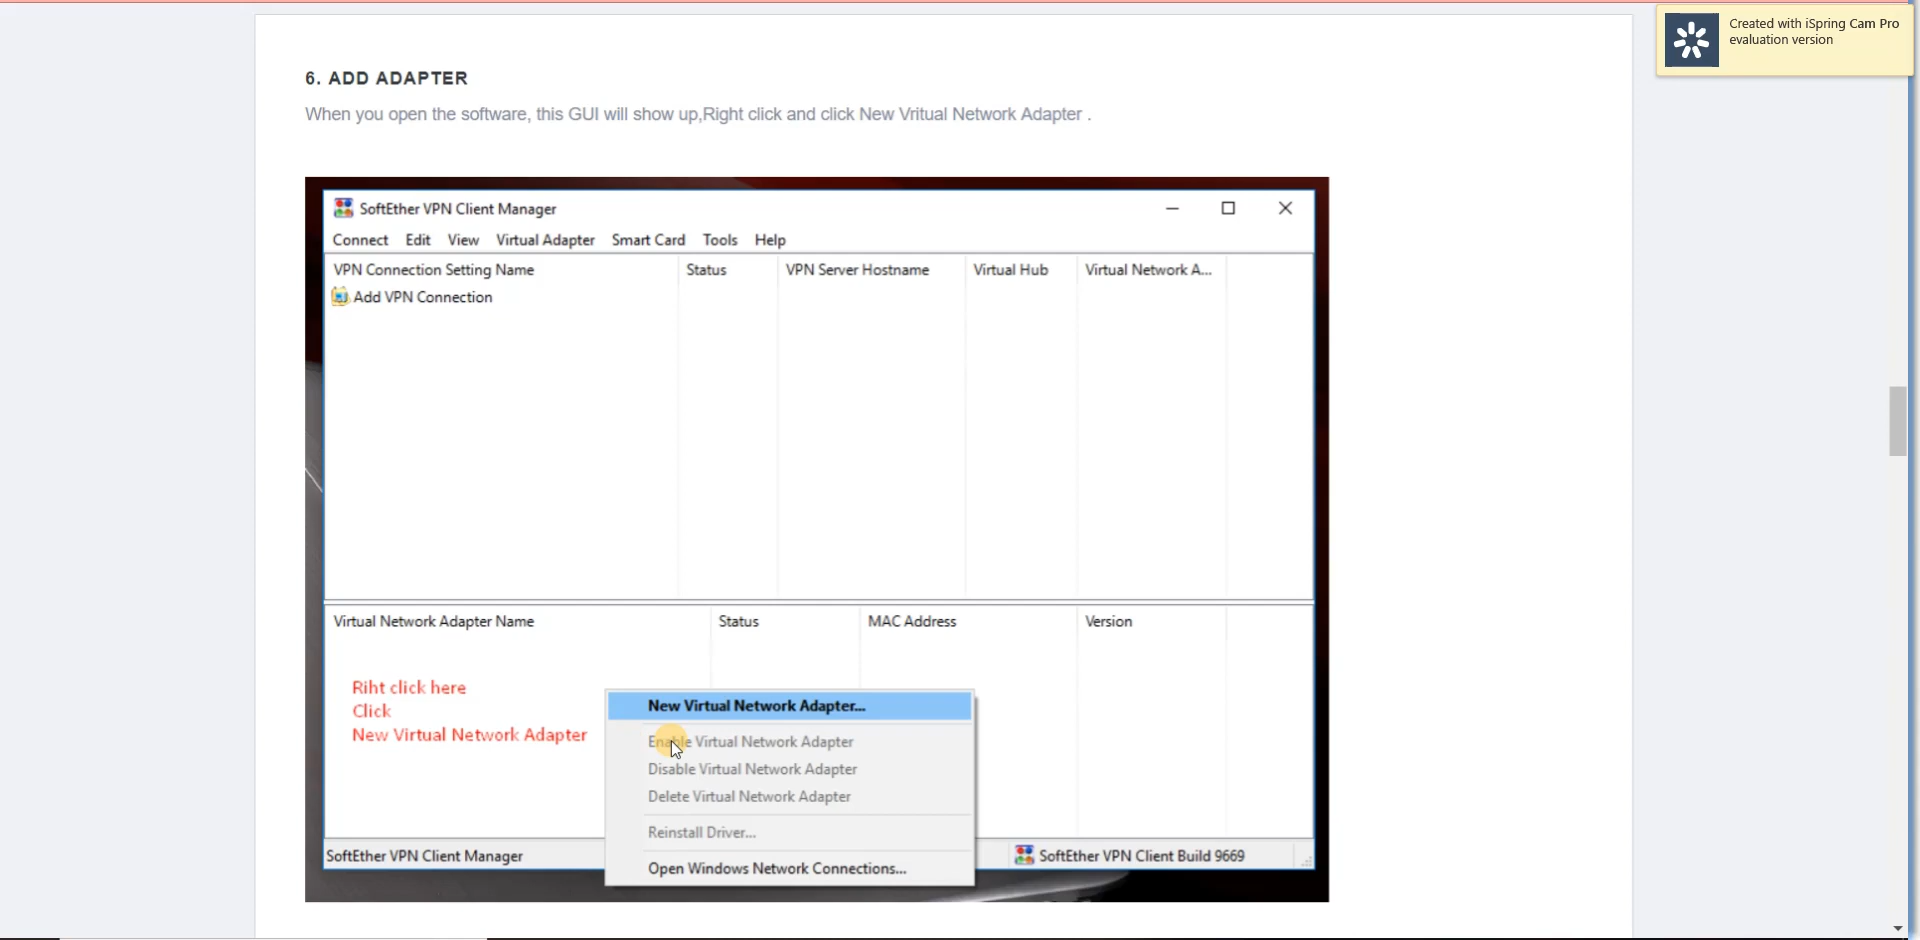 Created with iSpring Cam Pro
evaluation version
6. ADD ADAPTER
When you open the software, this GUI will show up,Right click and click New Vritual Network Adapter .
SoftEther VPN Client Manager
Connect Edit View Virtual Adapter Smart Card Tools Help
VPN Connection Setting Name Status VPN Server Hostname Virtual Hub Virtual Network A...
Add VPN Connection
Virtual Network Adapter Name Status MAC Address Version
Riht click here
Click
New Virtual Network Adapter
New Virtual Network Adapter...
Enable Virtual Network Adapter
Disable Virtual Network Adapter
Delete Virtual Network Adapter
Reinstall Driver...
Open Windows Network Connections...
SoftEther VPN Client Manager SoftEther VPN Client Build 9669